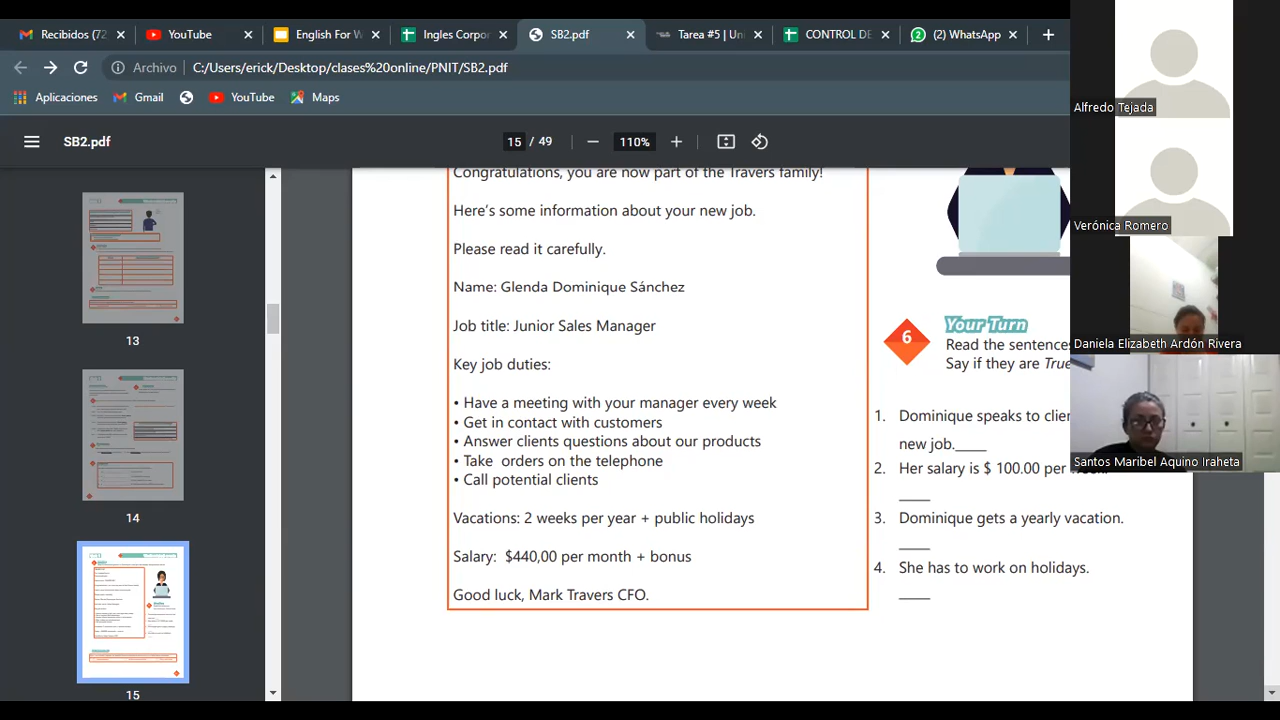 Recibidos (72
YouTube
English For W
Ingles Corpor
SB2.pdf
Tarea #5 | Un
CONTROL DE
(2) WhatsApp
Archivo
C:/Users/erick/Desktop/clases%20online/PNIT/SB2.pdf
Aplicaciones
Gmail
YouTube
Maps
SB2.pdf
15 / 49
110%
13
14
15
Congratulations, you are now part of the Travers family!
Here's some information about your new job.
Please read it carefully.
Name: Glenda Dominique Sánchez
Job title: Junior Sales Manager
Key job duties:
• Have a meeting with your manager every week
• Get in contact with customers
• Answer clients questions about our products
• Take orders on the telephone
• Call potential clients
Vacations: 2 weeks per year + public holidays
Salary: $440.00 per month + bonus
Good luck, Mark Travers CFO.
6
Your Turn
Read the sentences
Say if they are True
1. Dominique speaks to clie
new job.____
2. Her salary is $ 100.00 per
____
3. Dominique gets a yearly vacation.
____
4. She has to work on holidays.
____
Alfredo Tejada
Verónica Romero
Daniela Elizabeth Ardón Rivera
Santos Maribel Aquino Iraheta